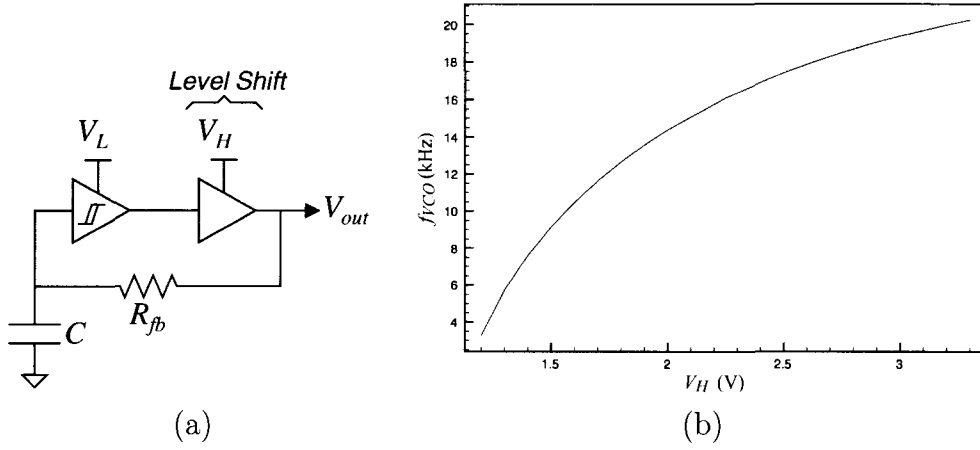 Level Shift
V_L
V_H
V_out
R_fb
C
(a)
20
18
16
14
12
10
8
6
4
f_VCO (kHz)
1.5
2
2.5
3
V_H (V)
(b)